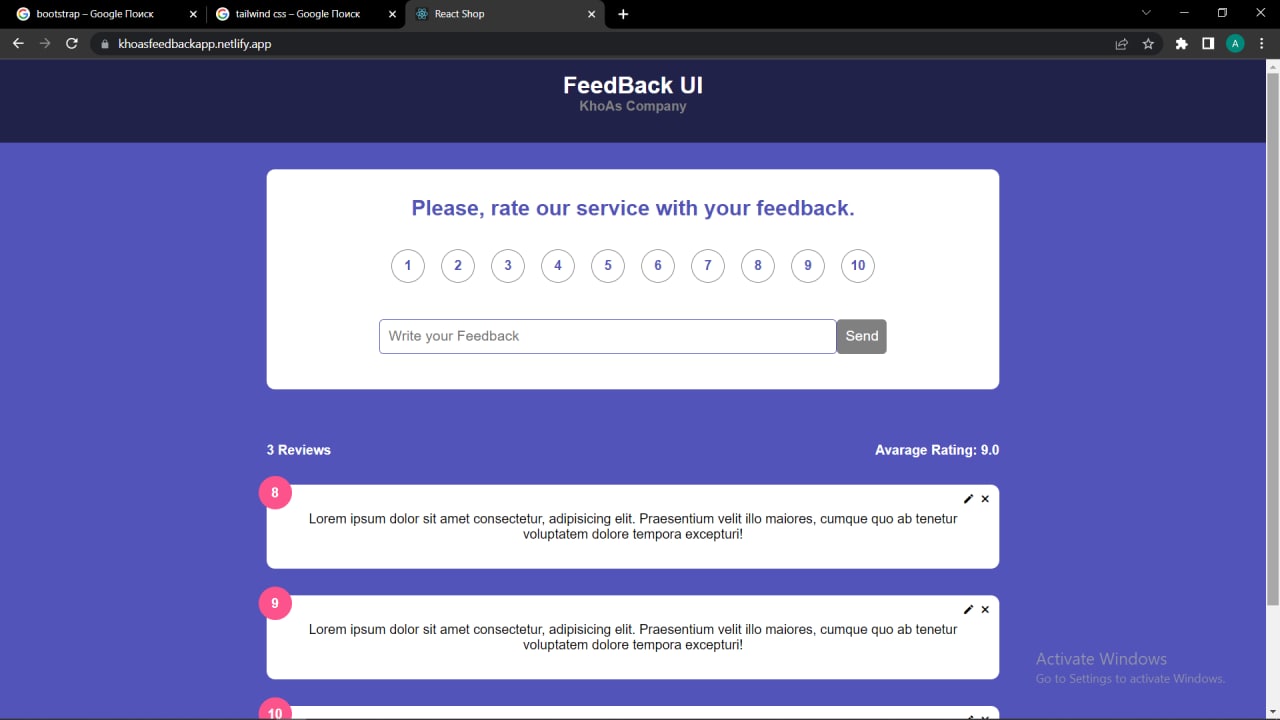 bootstrap – Google Поиск
tailwind css – Google Поиск
React Shop
khoasfeedbackapp.netlify.app
A
FeedBack UI
KhoAs Company
Please, rate our service with your feedback.
1 2 3 4 5 6 7 8 9 10
Write your Feedback
Send
3 Reviews
Avarage Rating: 9.0
8
Lorem ipsum dolor sit amet consectetur, adipisicing elit. Praesentium velit illo maiores, cumque quo ab tenetur
voluptatem dolore tempora excepturi!
9
Lorem ipsum dolor sit amet consectetur, adipisicing elit. Praesentium velit illo maiores, cumque quo ab tenetur
voluptatem dolore tempora excepturi!
10
Activate Windows
Go to Settings to activate Windows.